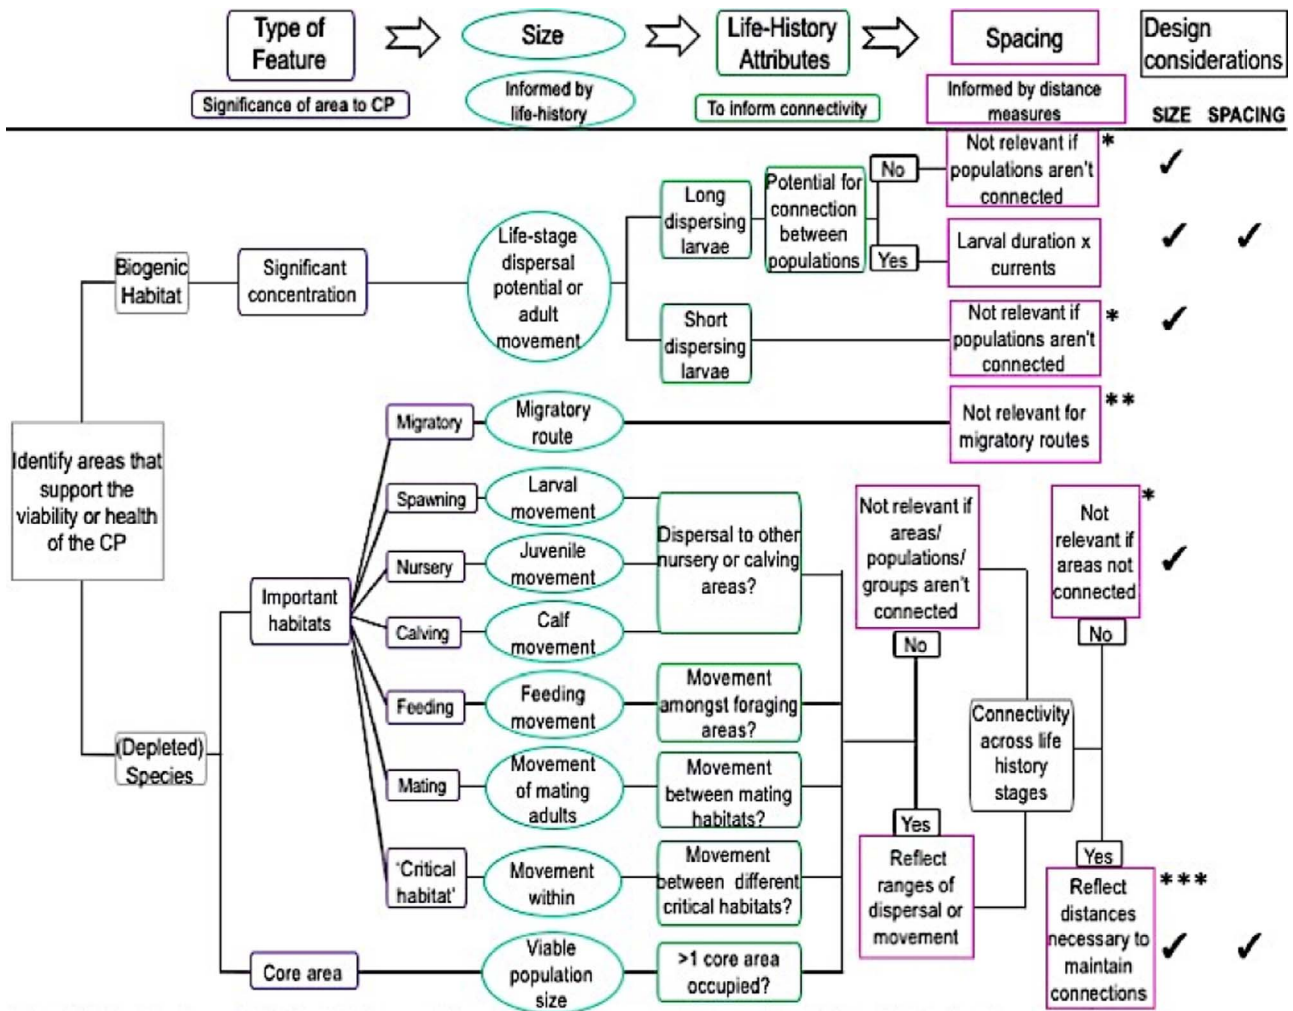 Type of
Feature
Size
Life-History
Attributes
Spacing
Design
considerations
Significance of area to CP
Informed by
life-history
To inform connectivity
Informed by distance
measures
SIZE SPACING
Not relevant if
populations aren't
connected
*
✓
No
Long
dispersing
larvae
Potential for
connection
between
populations
Yes
Larval duration x
currents
✓ ✓
Biogenic
Habitat
Significant
concentration
Life-stage
dispersal
potential or
adult
movement
Short
dispersing
larvae
Not relevant if
populations aren't
connected
*
✓
Migratory
Migratory
route
Not relevant for
migratory routes
**
Identify areas that
support the
viability or health
of the CP
Spawning
Larval
movement
Nursery
Juvenile
movement
Calving
Calf
movement
Dispersal to other
nursery or calving
areas?
Not relevant if
areas/
populations/
groups aren't
connected
Not
relevant if
areas not
connected
*
✓
Important
habitats
No
No
Feeding
Feeding
movement
Movement
amongst foraging
areas?
Connectivity
across life
history
stages
(Depleted)
Species
Mating
Movement
of mating
adults
Movement
between mating
habitats?
Yes
Yes
'Critical
habitat'
Movement
within
Movement
between different
critical habitats?
Reflect
ranges of
dispersal or
movement
Reflect
distances
necessary to
maintain
connections
***
✓ ✓
Core area
Viable
population
size
>1 core area
occupied?